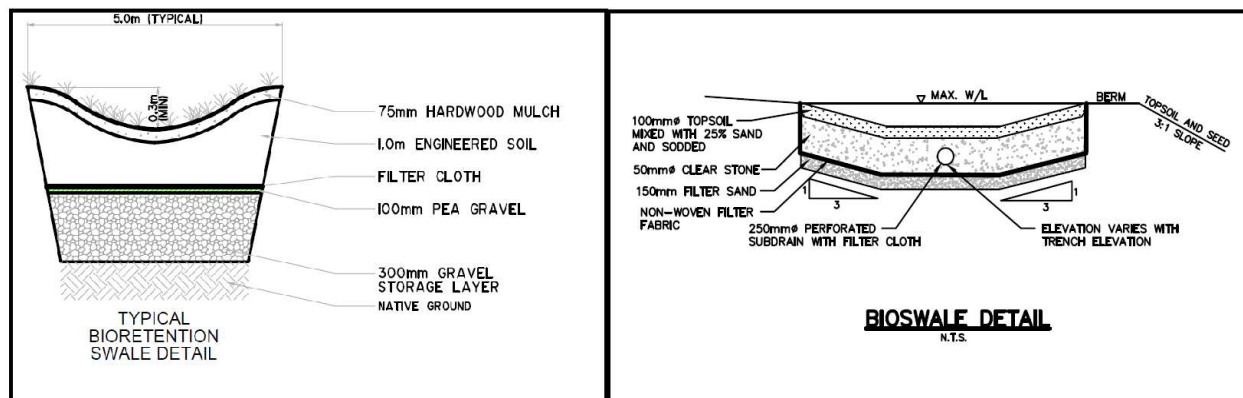 5.0m (TYPICAL)
0.3m
(MIN)
75mm HARDWOOD MULCH
1.0m ENGINEERED SOIL
FILTER CLOTH
100mm PEA GRAVEL
300mm GRAVEL
STORAGE LAYER
NATIVE GROUND
TYPICAL
BIORETENTION
SWALE DETAIL
MAX. W/L
BERM
TOPSOIL AND SEED
3:1 SLOPE
100mmø TOPSOIL
MIXED WITH 25% SAND
AND SODDED
50mmø CLEAR STONE
150mm FILTER SAND
NON-WOVEN FILTER
FABRIC
1
3
1
3
250mmø PERFORATED
SUBDRAIN WITH FILTER CLOTH
ELEVATION VARIES WITH
TRENCH ELEVATION
BIOSWALE DETAIL
N.T.S.